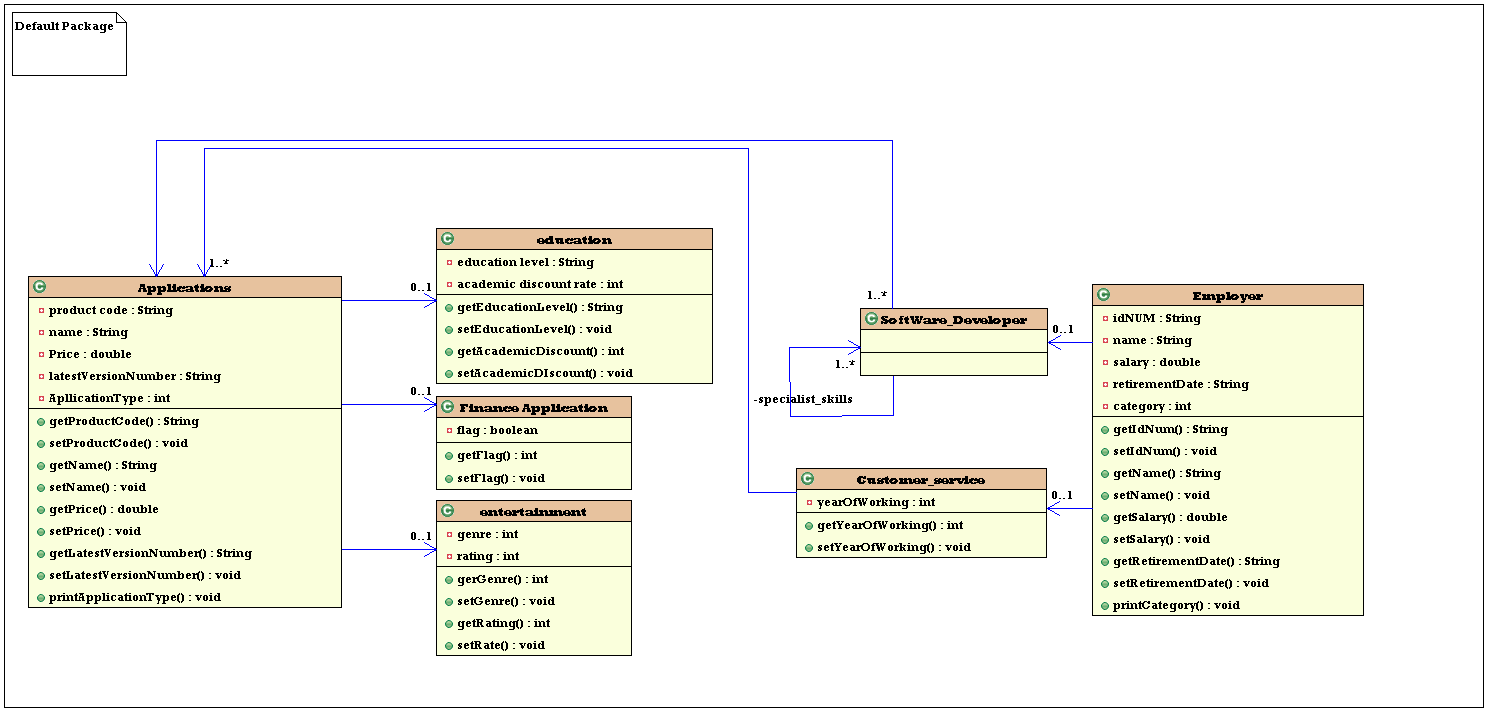 Default Package
1..*
education
education level : String
academic discount rate : int
getEducationLevel() : String
setEducationLevel() : void
getAcademicDiscount() : int
setAcademicDIscount() : void
Applications
product code : String
name : String
Price : double
latestVersionNumber : String
ApllicationType : int
getProductCode() : String
setProductCode() : void
getName() : String
setName() : void
getPrice() : double
setPrice() : void
getLatestVersionNumber() : String
setLatestVersionNumber() : void
printApplicationType() : void
0..1
0..1
Finance Application
flag : boolean
getFlag() : int
setFlag() : void
0..1
entertainment
genre : int
rating : int
gerGenre() : int
setGenre() : void
getRating() : int
setRate() : void
1..*
SoftWare_Developer
1..*
-specialist_skills
0..1
Customer_service
yearOfWorking : int
getYearOfWorking() : int
setYearOfWorking() : void
0..1
Employer
idNUM : String
name : String
salary : double
retirementDate : String
category : int
getIdNum() : String
setIdNum() : void
getName() : String
setName() : void
getSalary() : double
setSalary() : void
getRetirementDate() : String
setRetirementDate() : void
printCategory() : void